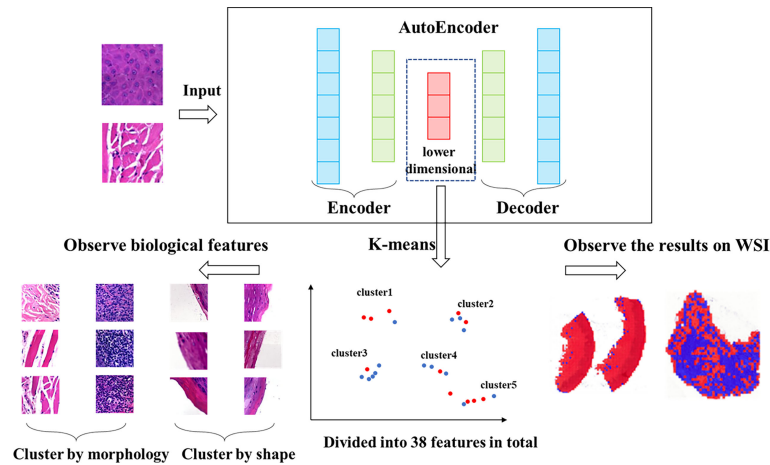 AutoEncoder
Input
lower
dimensional
Encoder
Decoder
K-means
Observe biological features
Observe the results on WSI
cluster1
cluster2
cluster3
cluster4
cluster5
Cluster by morphology
Cluster by shape
Divided into 38 features in total